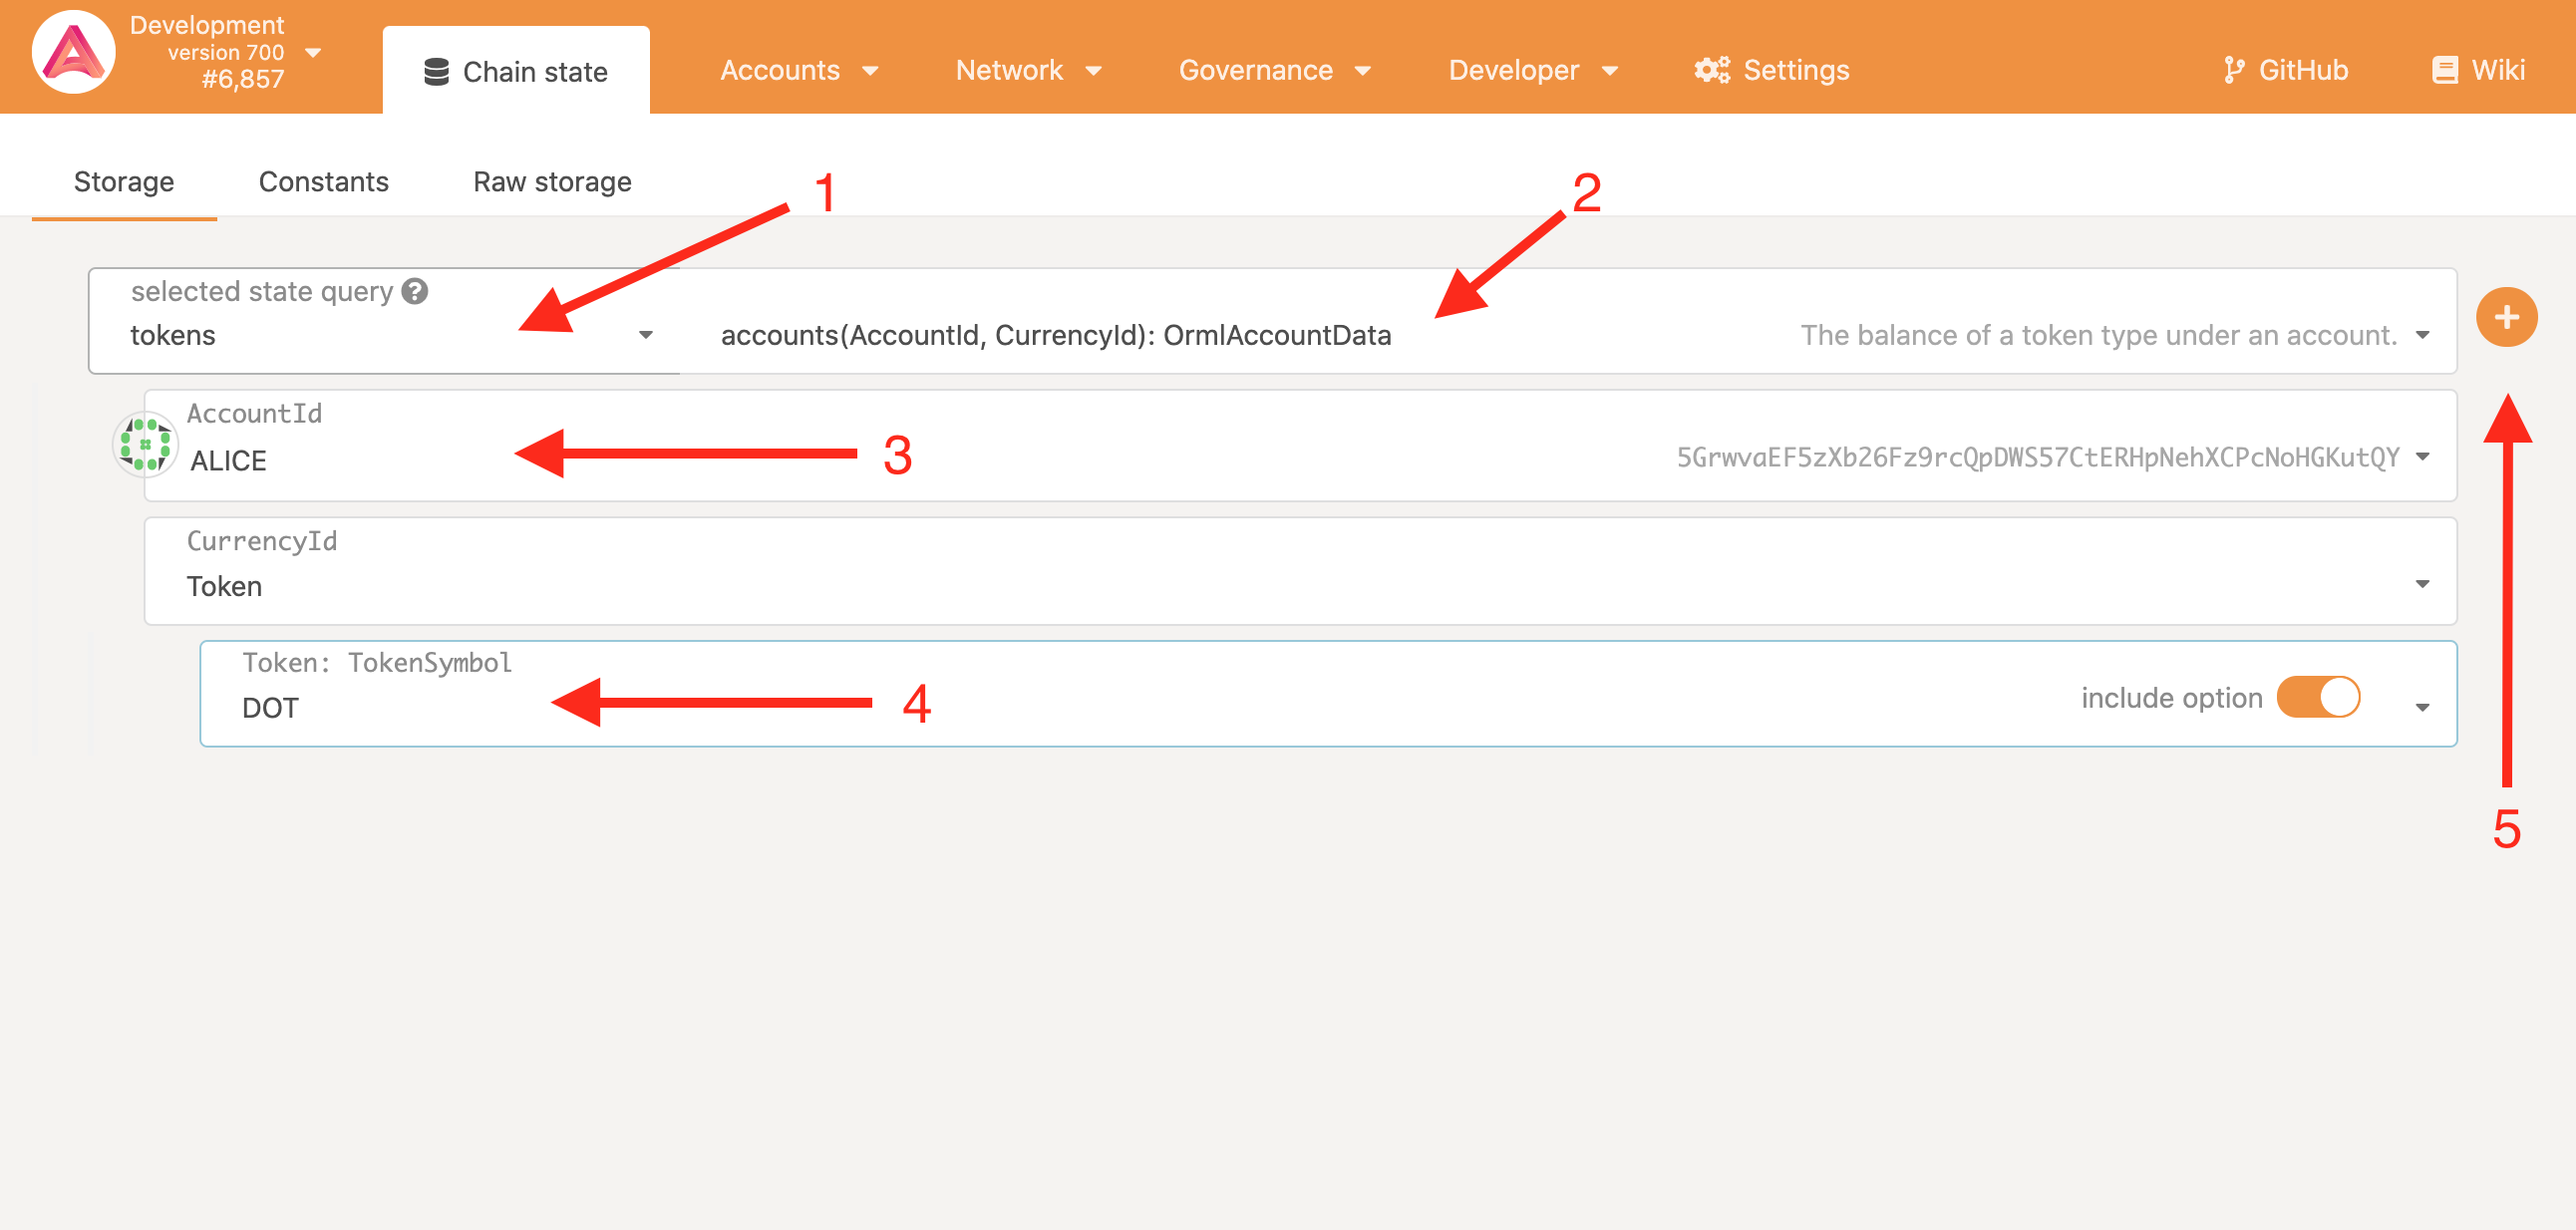 Development
version 700
#6,857
Chain state
Accounts
Network
Governance
Developer
Settings
GitHub
Wiki
Storage
Constants
Raw storage
1
2
selected state query
tokens
accounts(AccountId, CurrencyId): OrmlAccountData
The balance of a token type under an account.
AccountId
ALICE
3
5GrwvaEF5zXb26Fz9rcQpDWS57CtERHpNehXCPcNoHGKutQY
CurrencyId
Token
Token: TokenSymbol
DOT
4
include option
5